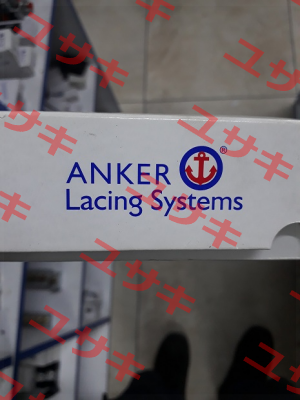 ユサキ
ANKER ®
Lacing Systems